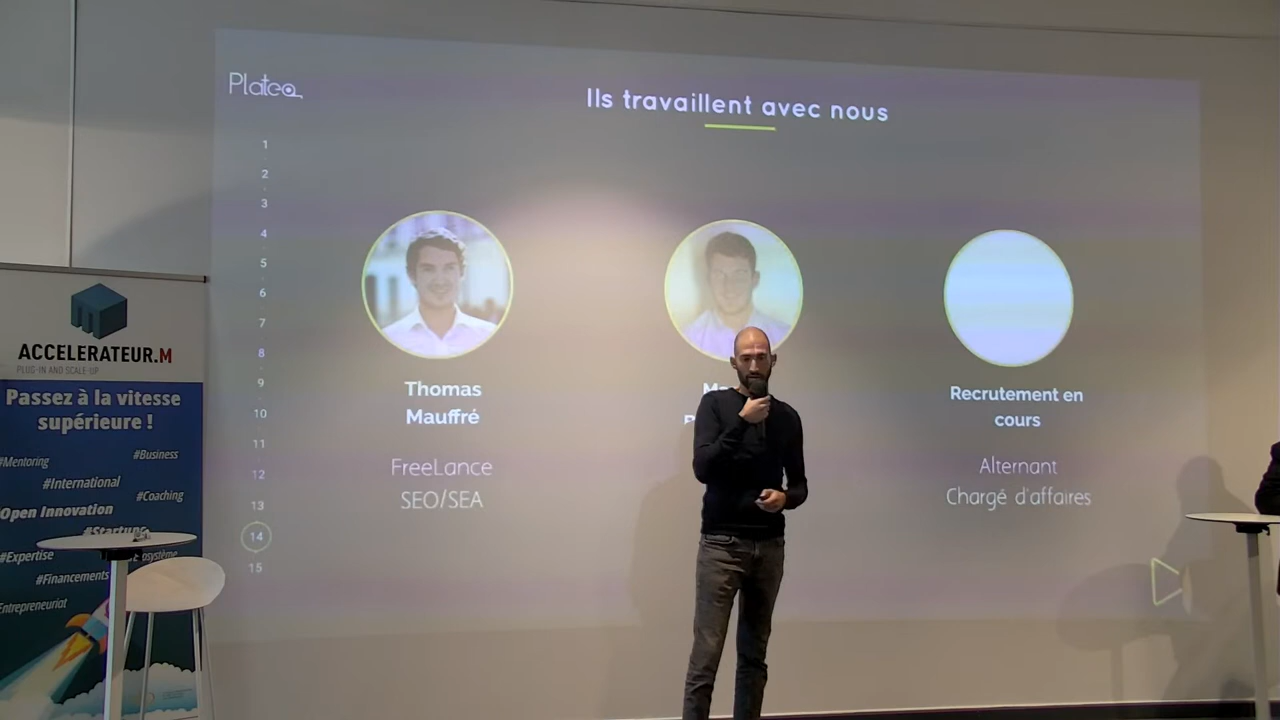 Platea
Ils travaillent avec nous
1
2
3
4
5
6
7
8
9
10
11
12
13
14
15
Thomas
Mauffré
FreeLance
SEO/SEA
Recrutement en
cours
Alternant
Chargé d'affaires
ACCELERATEUR.M
PLUG-IN AND SCALE-UP
Passez à la vitesse
supérieure !
#Mentoring
#Business
#International
#Coaching
Open Innovation
#Startups
#Expertise
#Financements
Entrepreneuriat